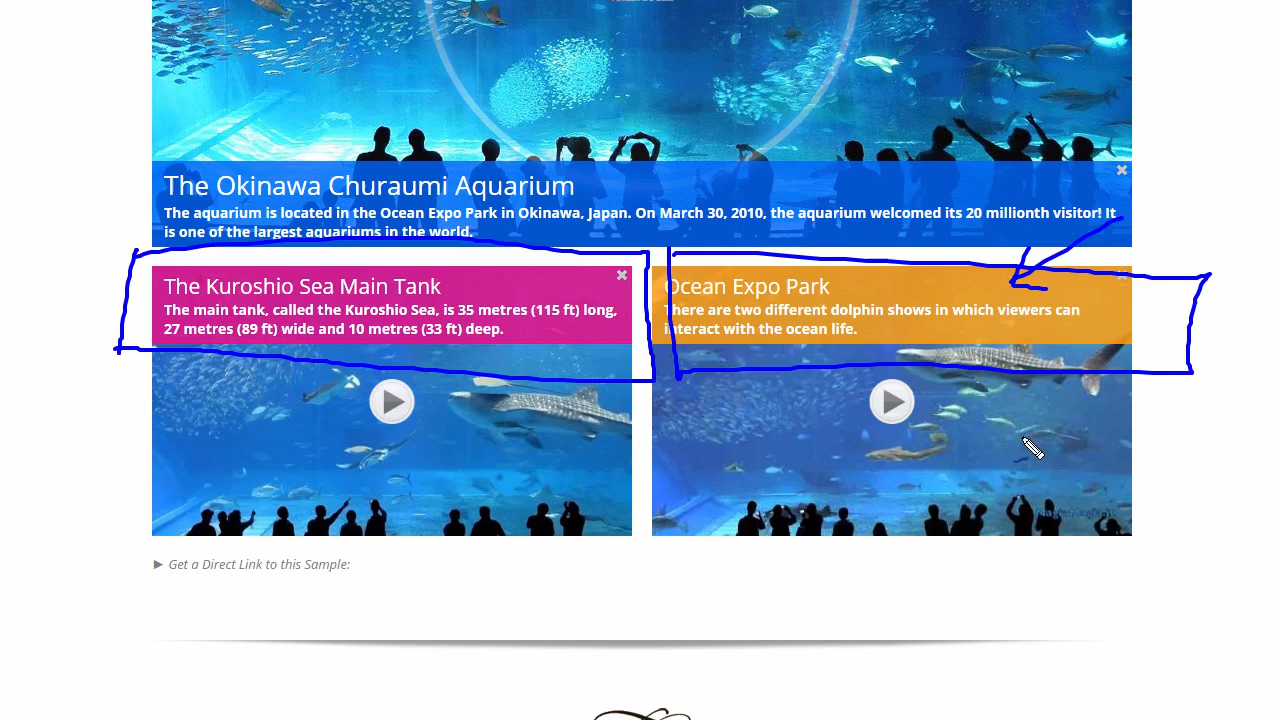 The Okinawa Churaumi Aquarium
The aquarium is located in the Ocean Expo Park in Okinawa, Japan. On March 30, 2010, the aquarium welcomed its 20 millionth visitor! It
is one of the largest aquariums in the world.
The Kuroshio Sea Main Tank
The main tank, called the Kuroshio Sea, is 35 metres (115 ft) long,
27 metres (89 ft) wide and 10 metres (33 ft) deep.
Ocean Expo Park
There are two different dolphin shows in which viewers can
interact with the ocean life.
Get a Direct Link to this Sample: